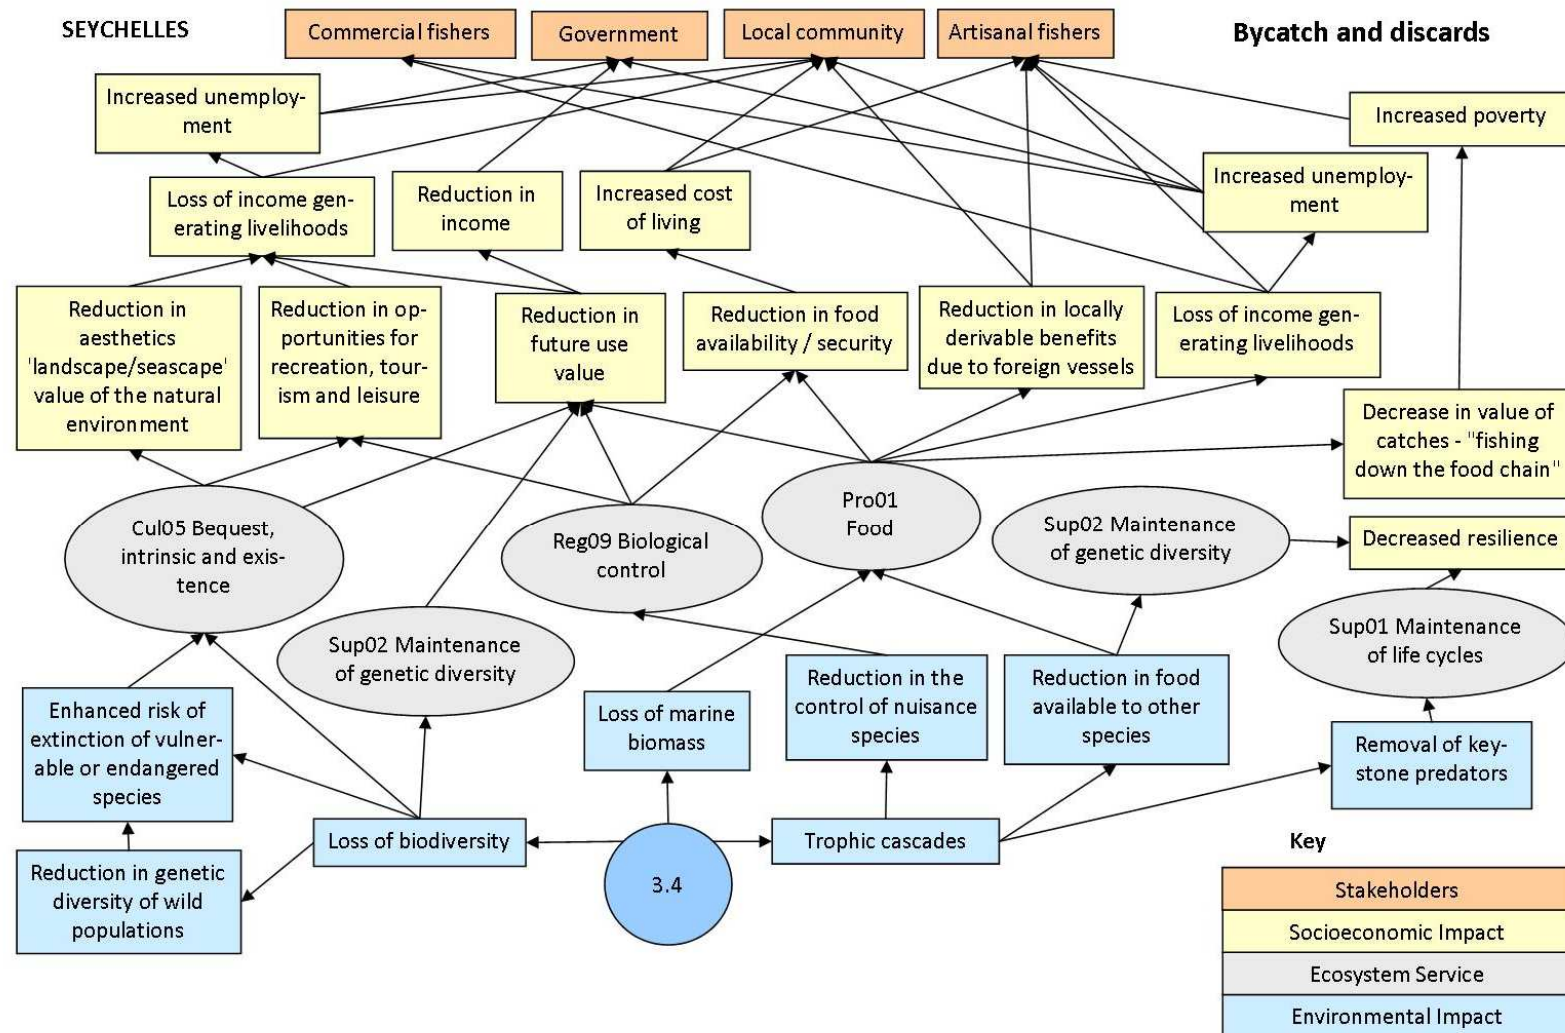 SEYCHELLES
Commercial fishers
Government
Local community
Artisanal fishers
Bycatch and discards
Increased unemploy-
ment
Increased poverty
Loss of income gen-
erating livelihoods
Reduction in
income
Increased cost
of living
Increased unemploy-
ment
Reduction in
aesthetics
'landscape/seascape'
value of the natural
environment
Reduction in op-
portunities for
recreation, tour-
ism and leisure
Reduction in
future use
value
Reduction in food
availability / security
Reduction in locally
derivable benefits
due to foreign vessels
Loss of income gen-
erating livelihoods
Decrease in value of
catches - "fishing
down the food chain"
Cul05 Bequest,
intrinsic and exis-
tence
Reg09 Biological
control
Pro01
Food
Sup02 Maintenance
of genetic diversity
Decreased resilience
Sup02 Maintenance
of genetic diversity
Sup01 Maintenance
of life cycles
Enhanced risk of
extinction of vulner-
able or endangered
species
Loss of marine
biomass
Reduction in the
control of nuisance
species
Reduction in food
available to other
species
Removal of key-
stone predators
Loss of biodiversity
Trophic cascades
3.4
Reduction in genetic
diversity of wild
populations
Key
Stakeholders
Socioeconomic Impact
Ecosystem Service
Environmental Impact